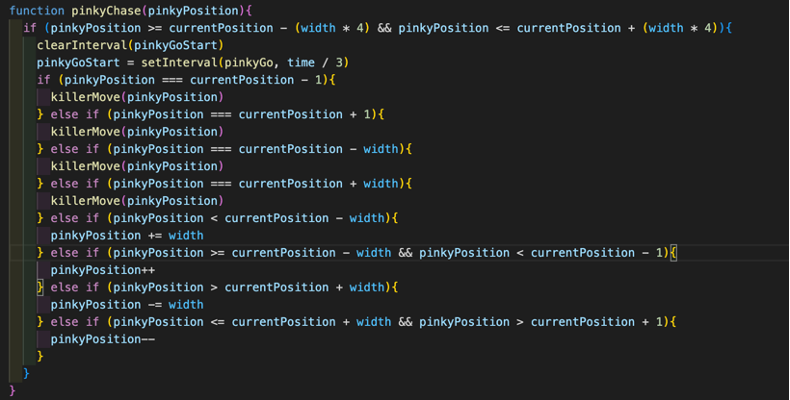 function pinkyChase(pinkyPosition){
if (pinkyPosition >= currentPosition - (width * 4) && pinkyPosition <= currentPosition + (width * 4)){
clearInterval(pinkyGoStart)
pinkyGoStart = setInterval(pinkyGo, time / 3)
if (pinkyPosition === currentPosition - 1){
killerMove(pinkyPosition)
} else if (pinkyPosition === currentPosition + 1){
killerMove(pinkyPosition)
} else if (pinkyPosition === currentPosition - width){
killerMove(pinkyPosition)
} else if (pinkyPosition === currentPosition + width){
killerMove(pinkyPosition)
} else if (pinkyPosition < currentPosition - width){
pinkyPosition += width
} else if (pinkyPosition >= currentPosition - width && pinkyPosition < currentPosition - 1){
pinkyPosition++
} else if (pinkyPosition > currentPosition + width){
pinkyPosition -= width
} else if (pinkyPosition <= currentPosition + width && pinkyPosition > currentPosition + 1){
pinkyPosition--
}
}
}